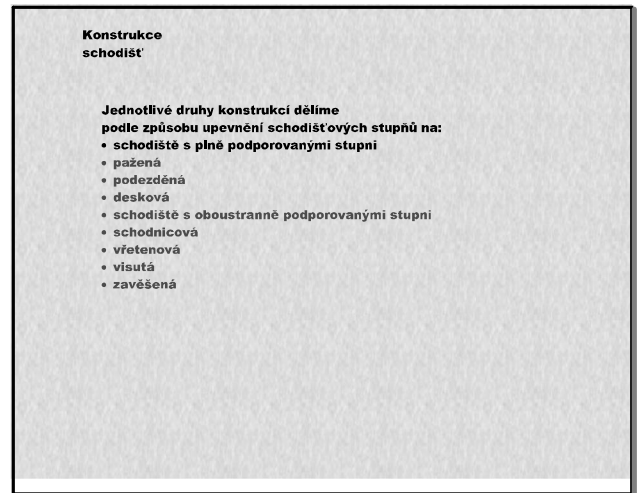 Konstrukce
schodišť
Jednotlivé druhy konstrukcí dělíme
podle způsobu upevnění schodišťových stupňů na:
• schodiště s plně podporovanými stupni
• pažená
• podezděná
• desková
• schodiště s oboustranně podporovanými stupni
• schodnicová
• vřetenová
• visutá
• zavěšená